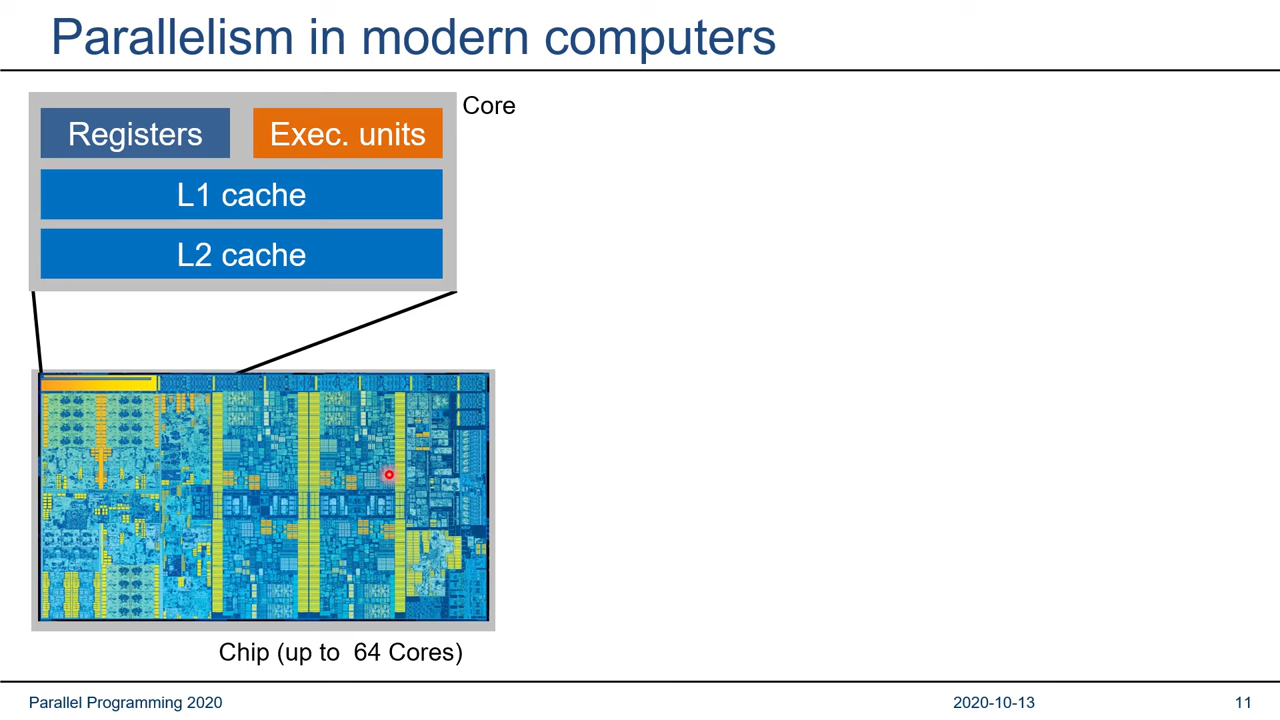 Parallelism in modern computers
Core
Registers
Exec. units
L1 cache
L2 cache
Chip (up to  64 Cores)
Parallel Programming 2020
2020-10-13
11